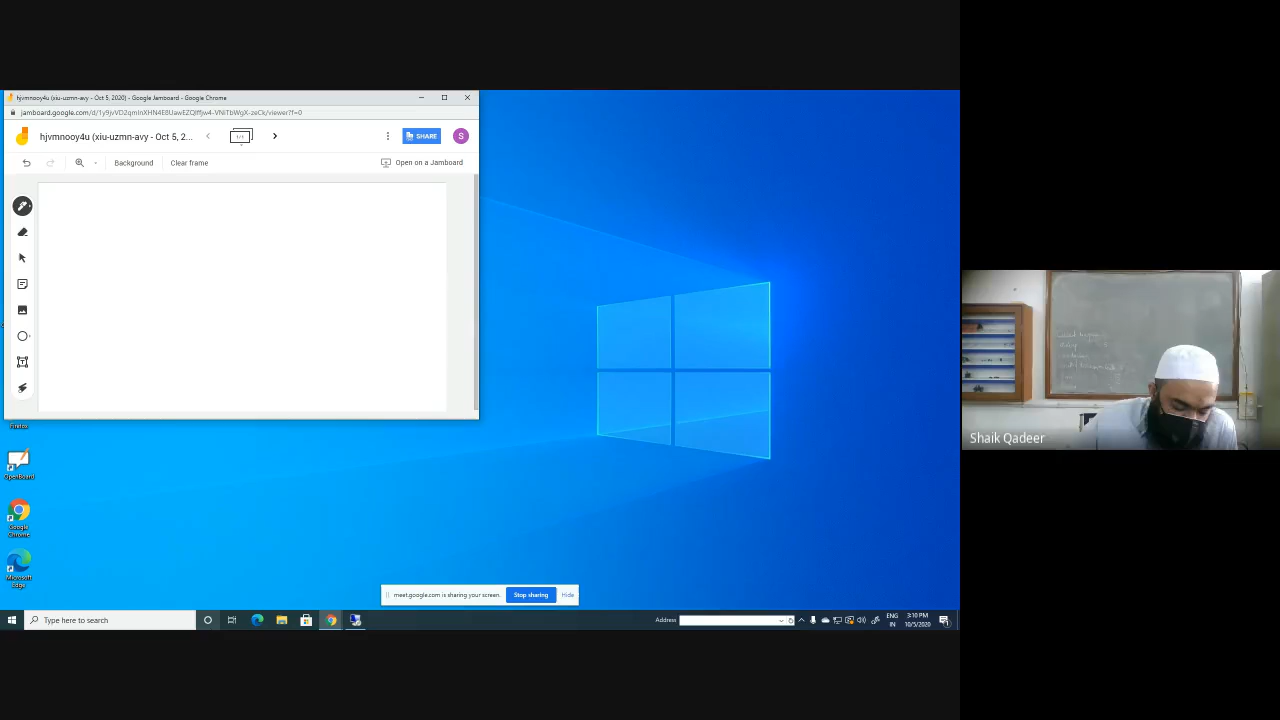 hjvmnooy4u (xiu-uzmn-avy - Oct 5, 2020) - Google Jamboard - Google Chrome
hjvmnooy4u (xiu-uzmn-avy - Oct 5, 2...
1/1
SHARE
S
Background
Clear frame
Open on a Jamboard
Firefox
OpenBoard
Google
Chrome
Microsoft
Edge
meet.google.com is sharing your screen.
Stop sharing
Hide
Type here to search
Address
ENG
IN
3:10 PM
10/5/2020
Shaik Qadeer